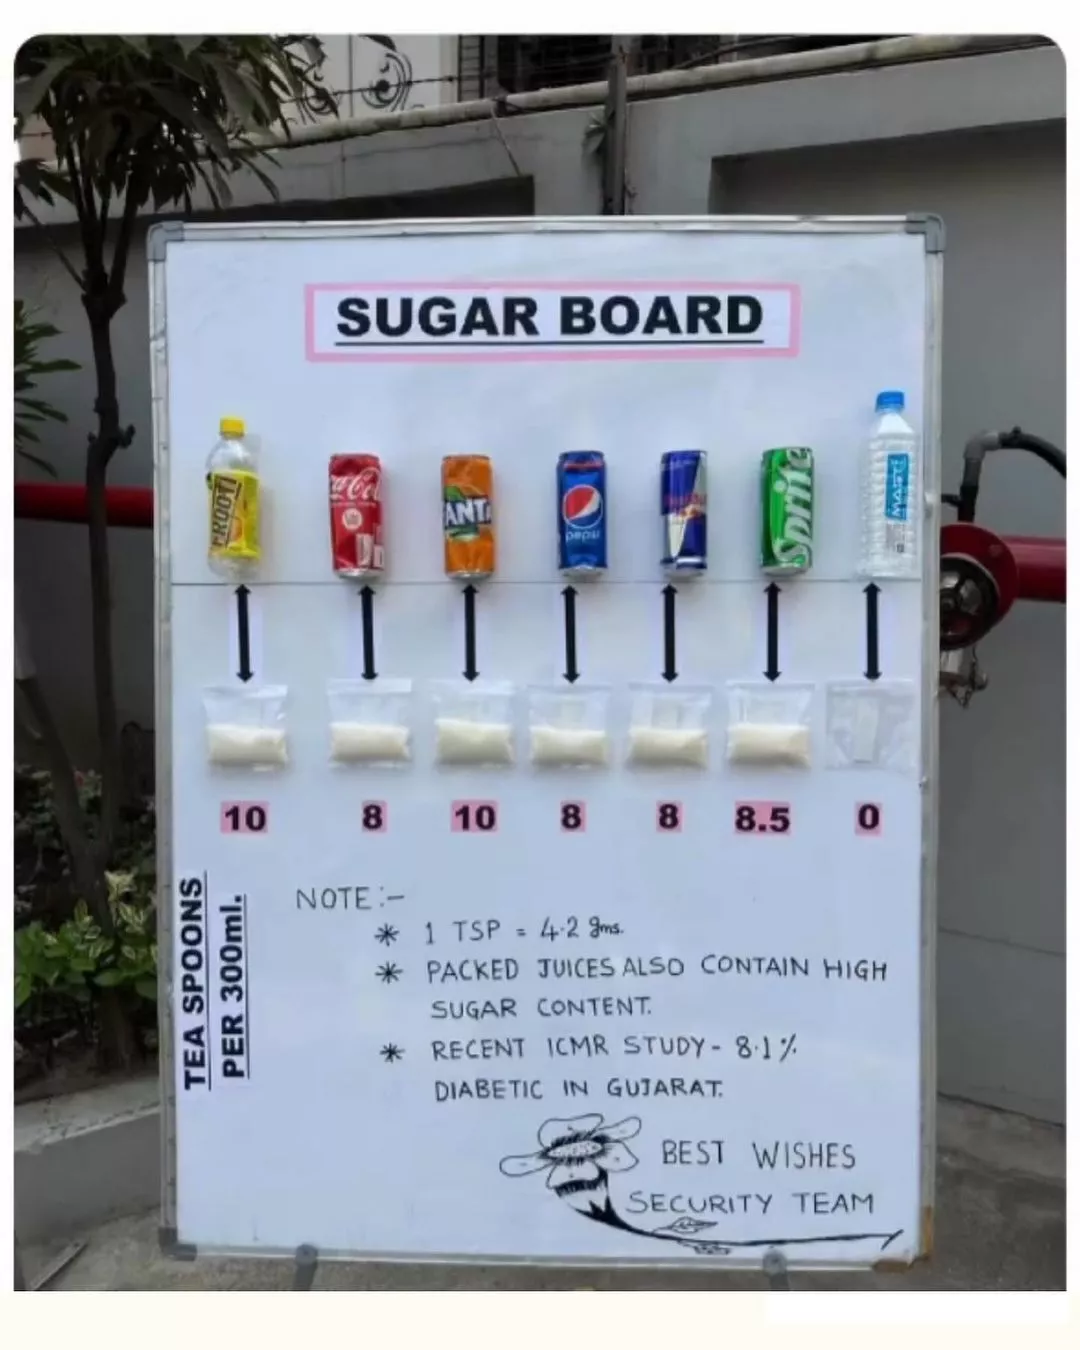 SUGAR BOARD
FROOTI
Coca-Cola
FANTA
pepsi
Red Bull
Sprite
10
8
10
8
8
8.5
0
TEA SPOONS
PER 300ml.
NOTE :-
* 1 TSP = 4.2 gms.
* PACKED JUICES ALSO CONTAIN HIGH
SUGAR CONTENT.
* RECENT ICMR STUDY - 8.1 %
DIABETIC IN GUJARAT.
BEST WISHES
SECURITY TEAM